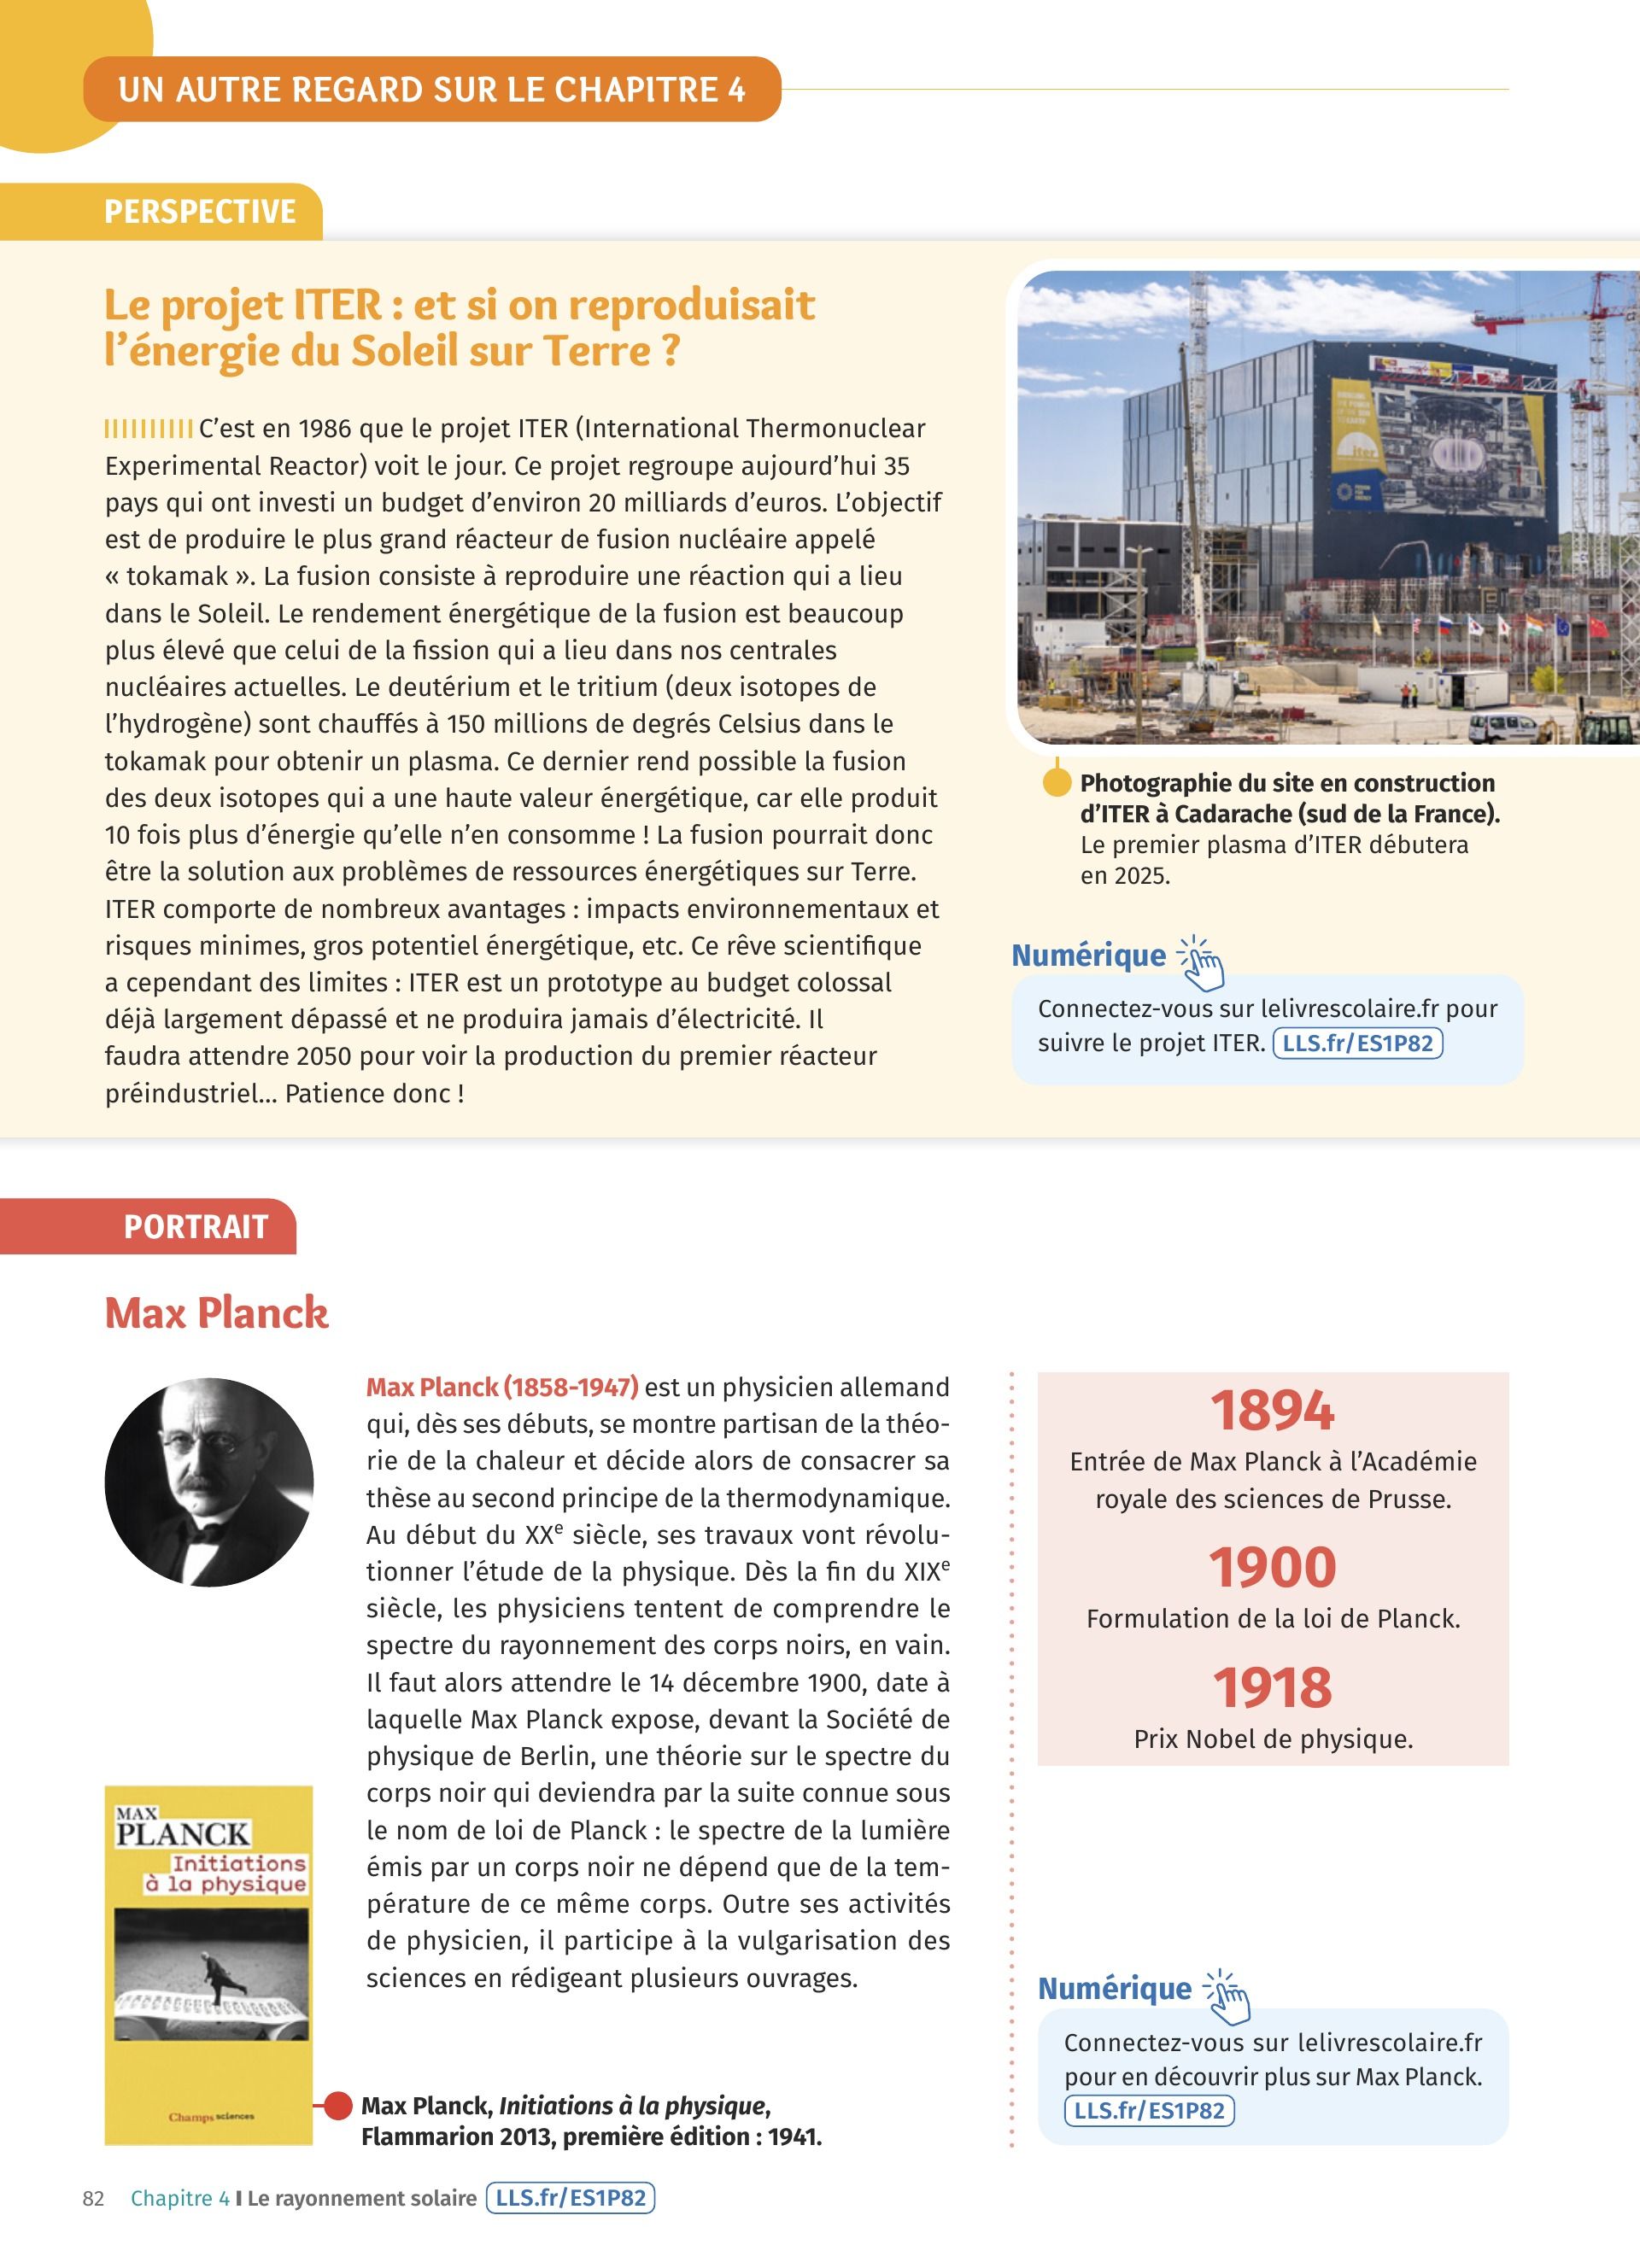 UN AUTRE REGARD SUR LE CHAPITRE 4
PERSPECTIVE
Le projet ITER : et si on reproduisait
l’énergie du Soleil sur Terre ?
C’est en 1986 que le projet ITER (International Thermonuclear
Experimental Reactor) voit le jour. Ce projet regroupe aujourd’hui 35
pays qui ont investi un budget d’environ 20 milliards d’euros. L’objectif
est de produire le plus grand réacteur de fusion nucléaire appelé
« tokamak ». La fusion consiste à reproduire une réaction qui a lieu
dans le Soleil. Le rendement énergétique de la fusion est beaucoup
plus élevé que celui de la fission qui a lieu dans nos centrales
nucléaires actuelles. Le deutérium et le tritium (deux isotopes de
l’hydrogène) sont chauffés à 150 millions de degrés Celsius dans le
tokamak pour obtenir un plasma. Ce dernier rend possible la fusion
des deux isotopes qui a une haute valeur énergétique, car elle produit
10 fois plus d’énergie qu’elle n’en consomme ! La fusion pourrait donc
être la solution aux problèmes de ressources énergétiques sur Terre.
ITER comporte de nombreux avantages : impacts environnementaux et
risques minimes, gros potentiel énergétique, etc. Ce rêve scientifique
a cependant des limites : ITER est un prototype au budget colossal
déjà largement dépassé et ne produira jamais d’électricité. Il
faudra attendre 2050 pour voir la production du premier réacteur
préindustriel... Patience donc !
iter
Photographie du site en construction
d’ITER à Cadarache (sud de la France).
Le premier plasma d’ITER débutera
en 2025.
Numérique
Connectez-vous sur lelivrescolaire.fr pour
suivre le projet ITER. LLS.fr/ES1P82
PORTRAIT
Max Planck
Max Planck (1858-1947) est un physicien allemand
qui, dès ses débuts, se montre partisan de la théo-
rie de la chaleur et décide alors de consacrer sa
thèse au second principe de la thermodynamique.
Au début du XXe siècle, ses travaux vont révolu-
tionner l’étude de la physique. Dès la fin du XIXe
siècle, les physiciens tentent de comprendre le
spectre du rayonnement des corps noirs, en vain.
Il faut alors attendre le 14 décembre 1900, date à
laquelle Max Planck expose, devant la Société de
physique de Berlin, une théorie sur le spectre du
corps noir qui deviendra par la suite connue sous
le nom de loi de Planck : le spectre de la lumière
émis par un corps noir ne dépend que de la tem-
pérature de ce même corps. Outre ses activités
de physicien, il participe à la vulgarisation des
sciences en rédigeant plusieurs ouvrages.
MAX
PLANCK
Initiations
à la physique
Champs sciences
Max Planck, Initiations à la physique,
Flammarion 2013, première édition : 1941.
1894
Entrée de Max Planck à l’Académie
royale des sciences de Prusse.
1900
Formulation de la loi de Planck.
1918
Prix Nobel de physique.
Numérique
Connectez-vous sur lelivrescolaire.fr
pour en découvrir plus sur Max Planck.
LLS.fr/ES1P82
82 Chapitre 4 I Le rayonnement solaire LLS.fr/ES1P82